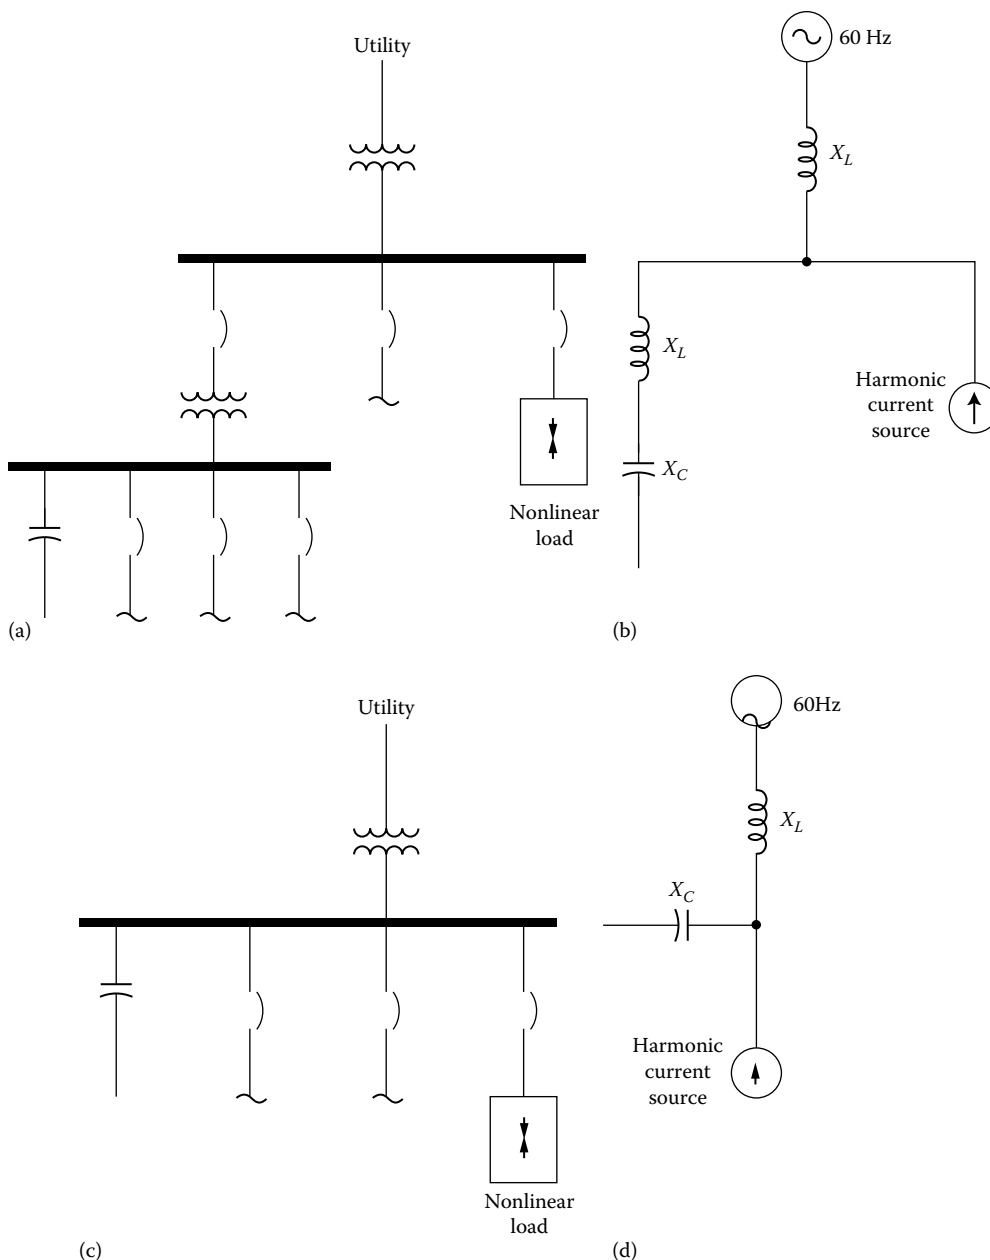 Utility
Nonlinear
load
(a)
60 Hz
X_L
X_L
Harmonic
current
source
X_C
(b)
Utility
Nonlinear
load
(c)
60Hz
X_L
X_C
Harmonic
current
source
(d)